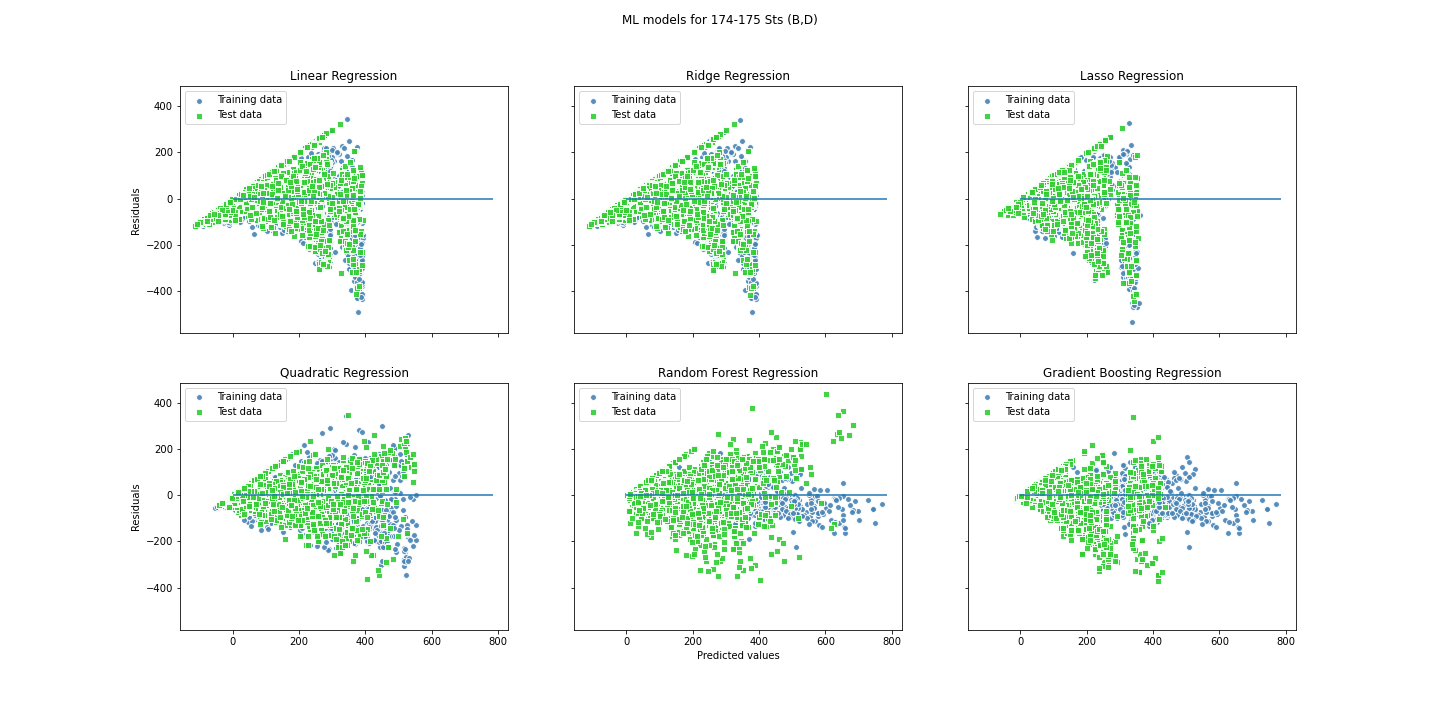 ML models for 174-175 Sts (B,D)
Linear Regression
Training data
Test data
400
200
0
−200
−400
Residuals
Ridge Regression
Training data
Test data
Lasso Regression
Training data
Test data
Quadratic Regression
Training data
Test data
400
200
0
−200
−400
Residuals
0 200 400 600 800
Random Forest Regression
Training data
Test data
0 200 400 600 800
Predicted values
Gradient Boosting Regression
Training data
Test data
0 200 400 600 800